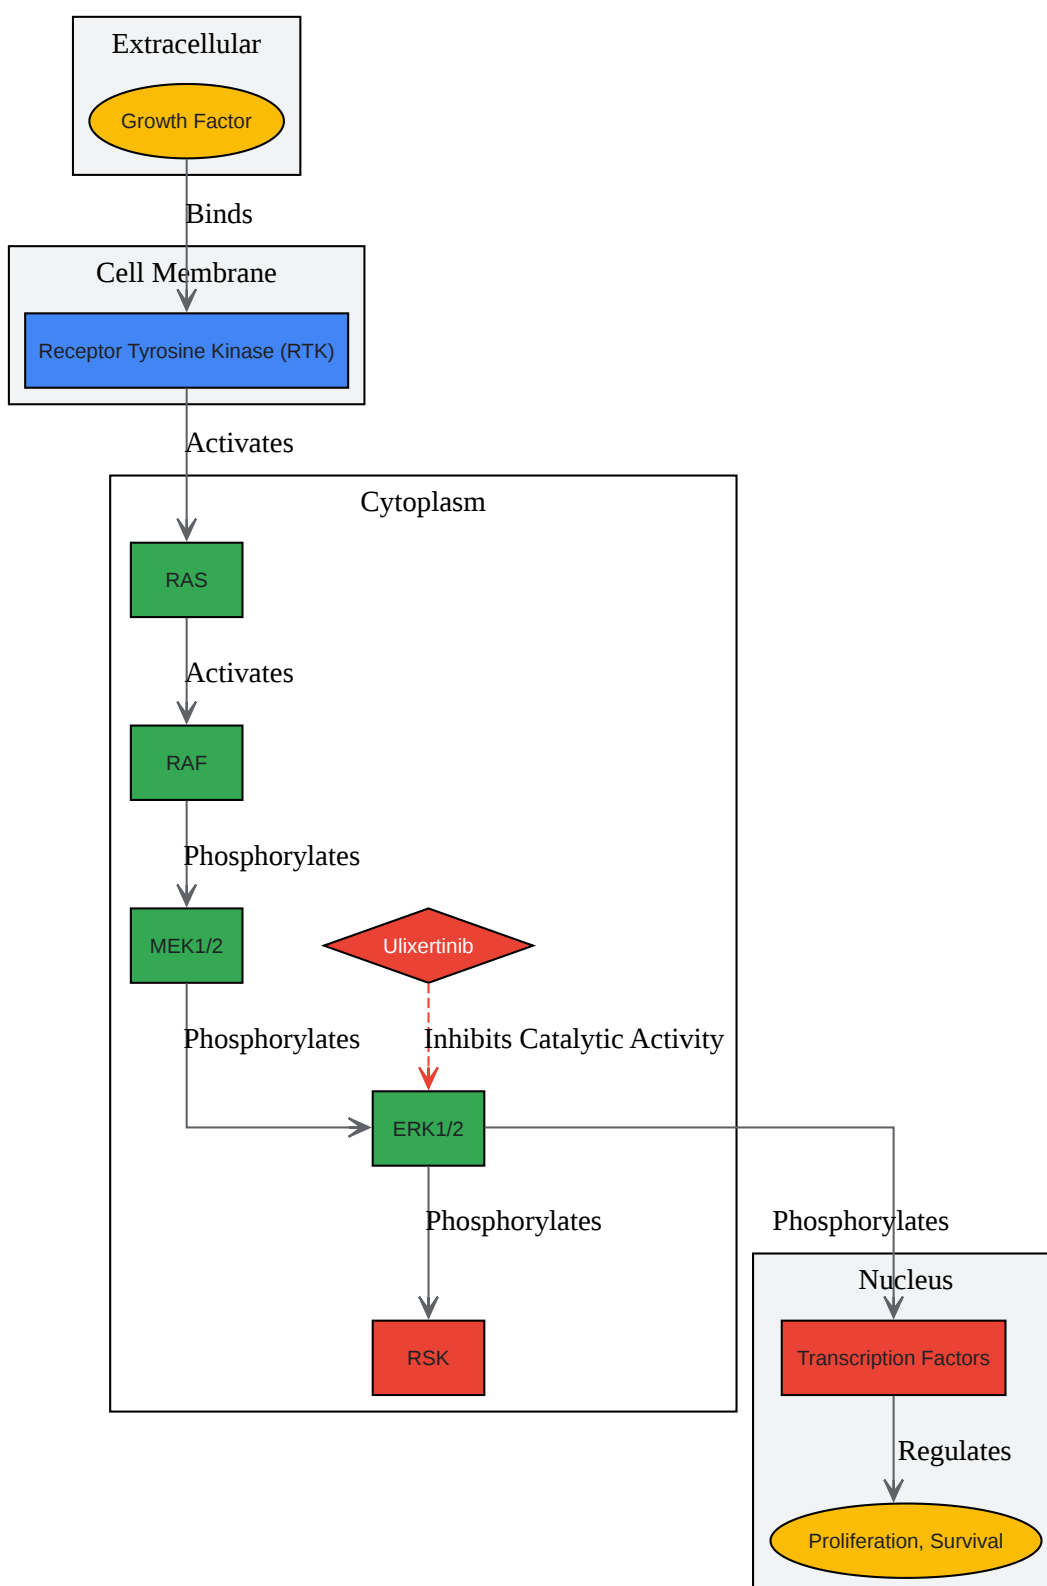 Extracellular
Growth Factor
Binds
Cell Membrane
Receptor Tyrosine Kinase (RTK)
Activates
Cytoplasm
RAS
Activates
RAF
Phosphorylates
MEK1/2
Ulixertinib
Phosphorylates
Inhibits Catalytic Activity
ERK1/2
Phosphorylates
Phosphorylates
Nucleus
RSK
Transcription Factors
Regulates
Proliferation, Survival